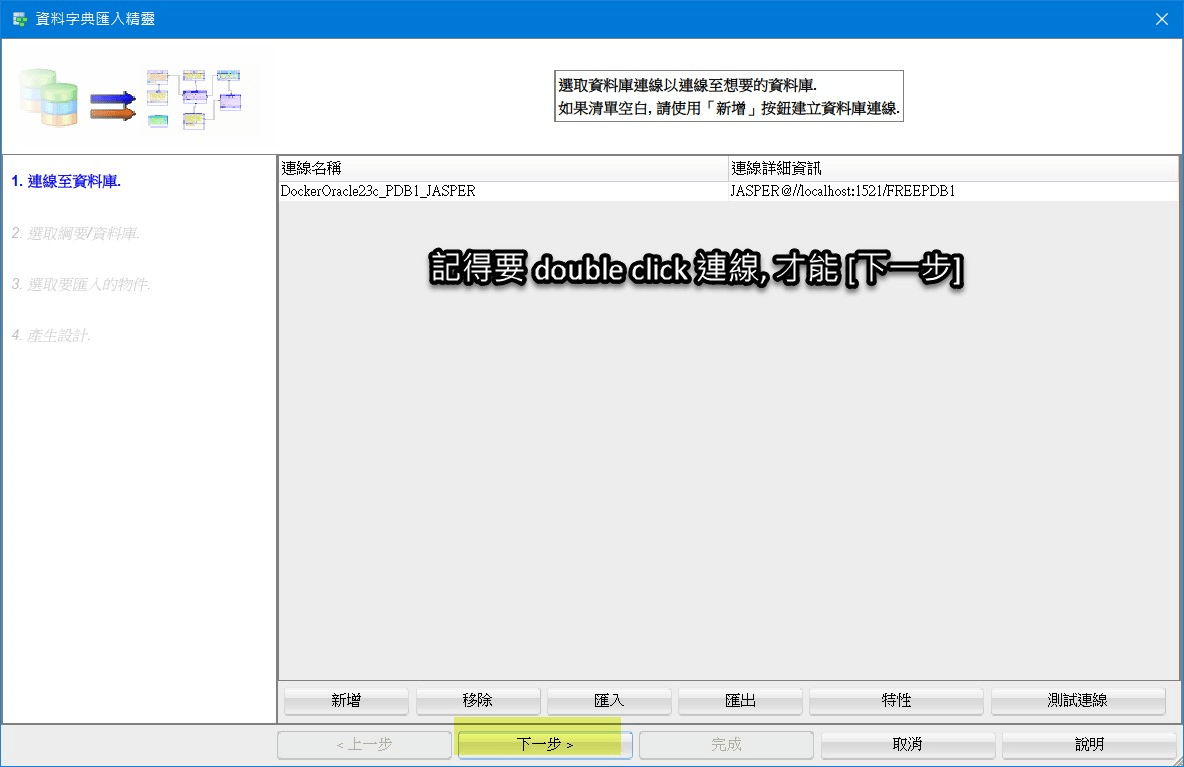 資料字典匯入精靈
選取資料庫連線以連線至想要的資料庫.
如果清單空白, 請使用「新增」按鈕建立資料庫連線.
1. 連線至資料庫.
2. 選取綱要/資料庫.
3. 選取要匯入的物件.
4. 產生設計.
連線名稱 連線詳細資訊
DockerOracle23c_PDB1_JASPER JASPER@//localhost:1521/FREEPDB1
記得要 double click 連線, 才能 [下一步]
新增 移除 匯入 匯出 特性 測試連線
< 上一步 下一步 > 完成 取消 說明